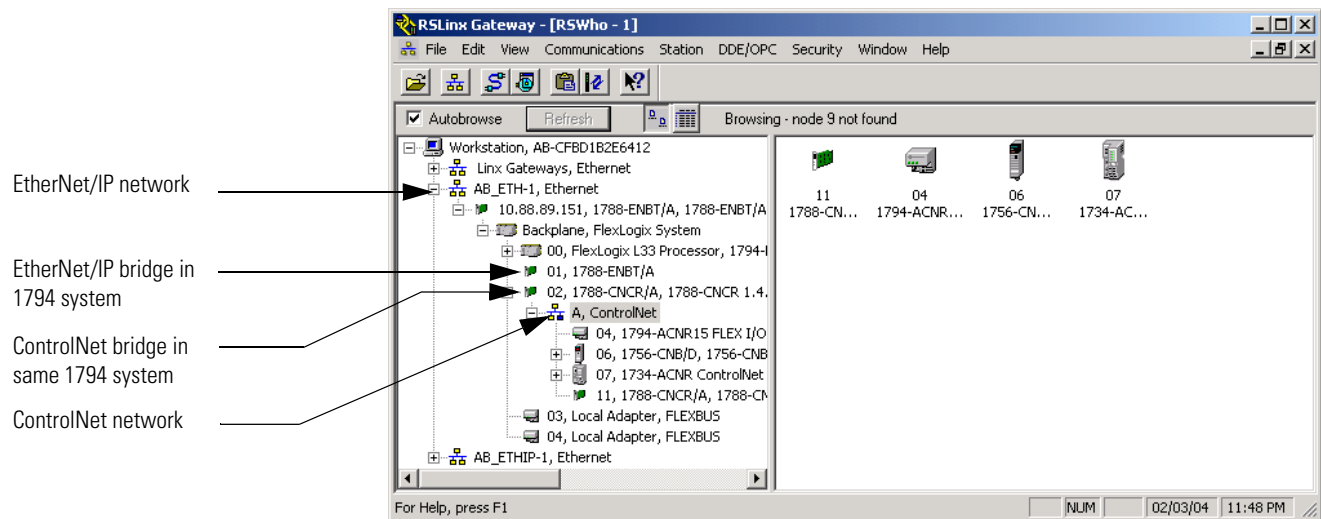 RSLinx Gateway - [RSWho - 1]
File Edit View Communications Station DDE/OPC Security Window Help
Autobrowse Refresh Browsing - node 9 not found
EtherNet/IP network
EtherNet/IP bridge in
1794 system
ControlNet bridge in
same 1794 system
ControlNet network
Workstation, AB-CFBD1B2E6412
Linx Gateways, Ethernet
AB_ETH-1, Ethernet
10.88.89.151, 1788-ENBT/A, 1788-ENBT/A
Backplane, FlexLogix System
00, FlexLogix L33 Processor, 1794-
01, 1788-ENBT/A
02, 1788-CNCR/A, 1788-CNCR 1.4.
A, ControlNet
04, 1794-ACNR15 FLEX I/O
06, 1756-CNB/D, 1756-CNB
07, 1734-ACNR ControlNet
11, 1788-CNCR/A, 1788-CN
03, Local Adapter, FLEXBUS
04, Local Adapter, FLEXBUS
AB_ETHIP-1, Ethernet
11
1788-CN...
04
1794-ACNR...
06
1756-CN...
07
1734-AC...
For Help, press F1
NUM 02/03/04 11:48 PM